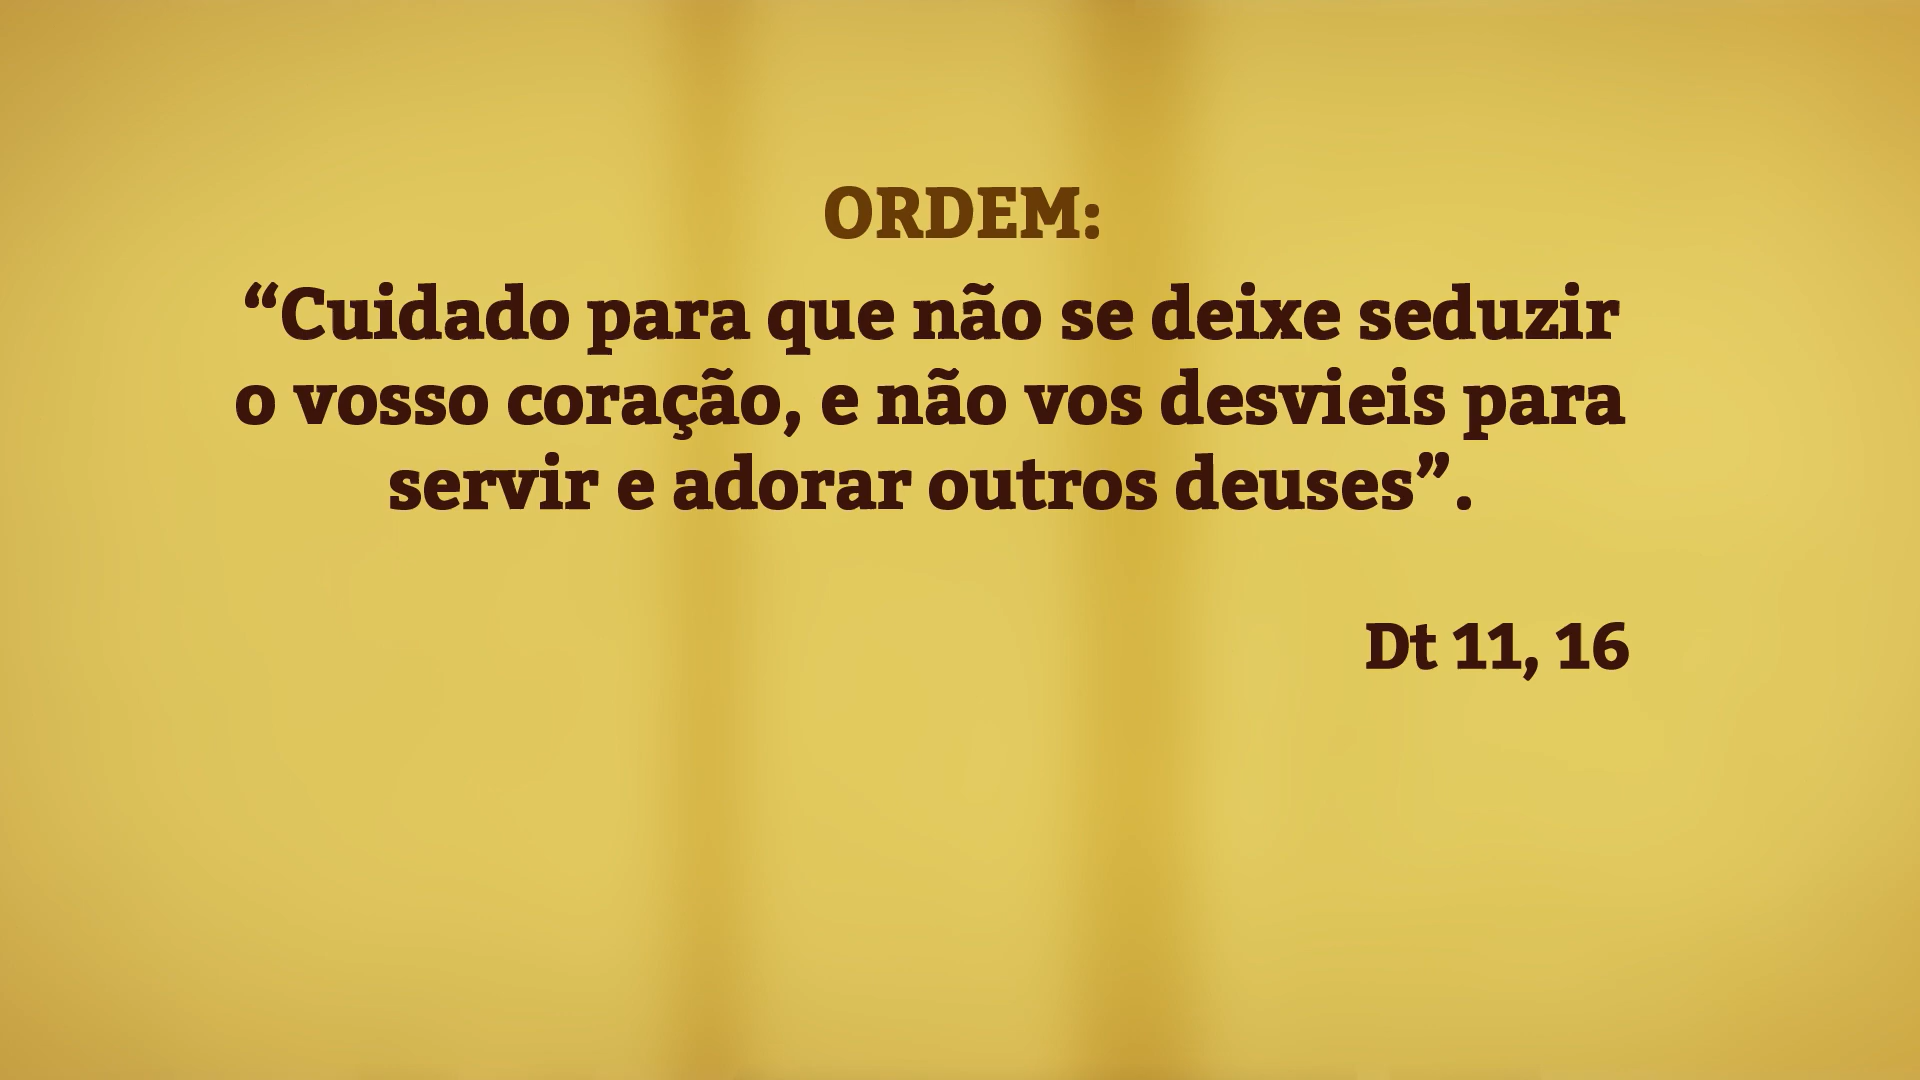 ORDEM:
“Cuidado para que não se deixe seduzir
o vosso coração, e não vos desvieis para
servir e adorar outros deuses”.
Dt 11, 16